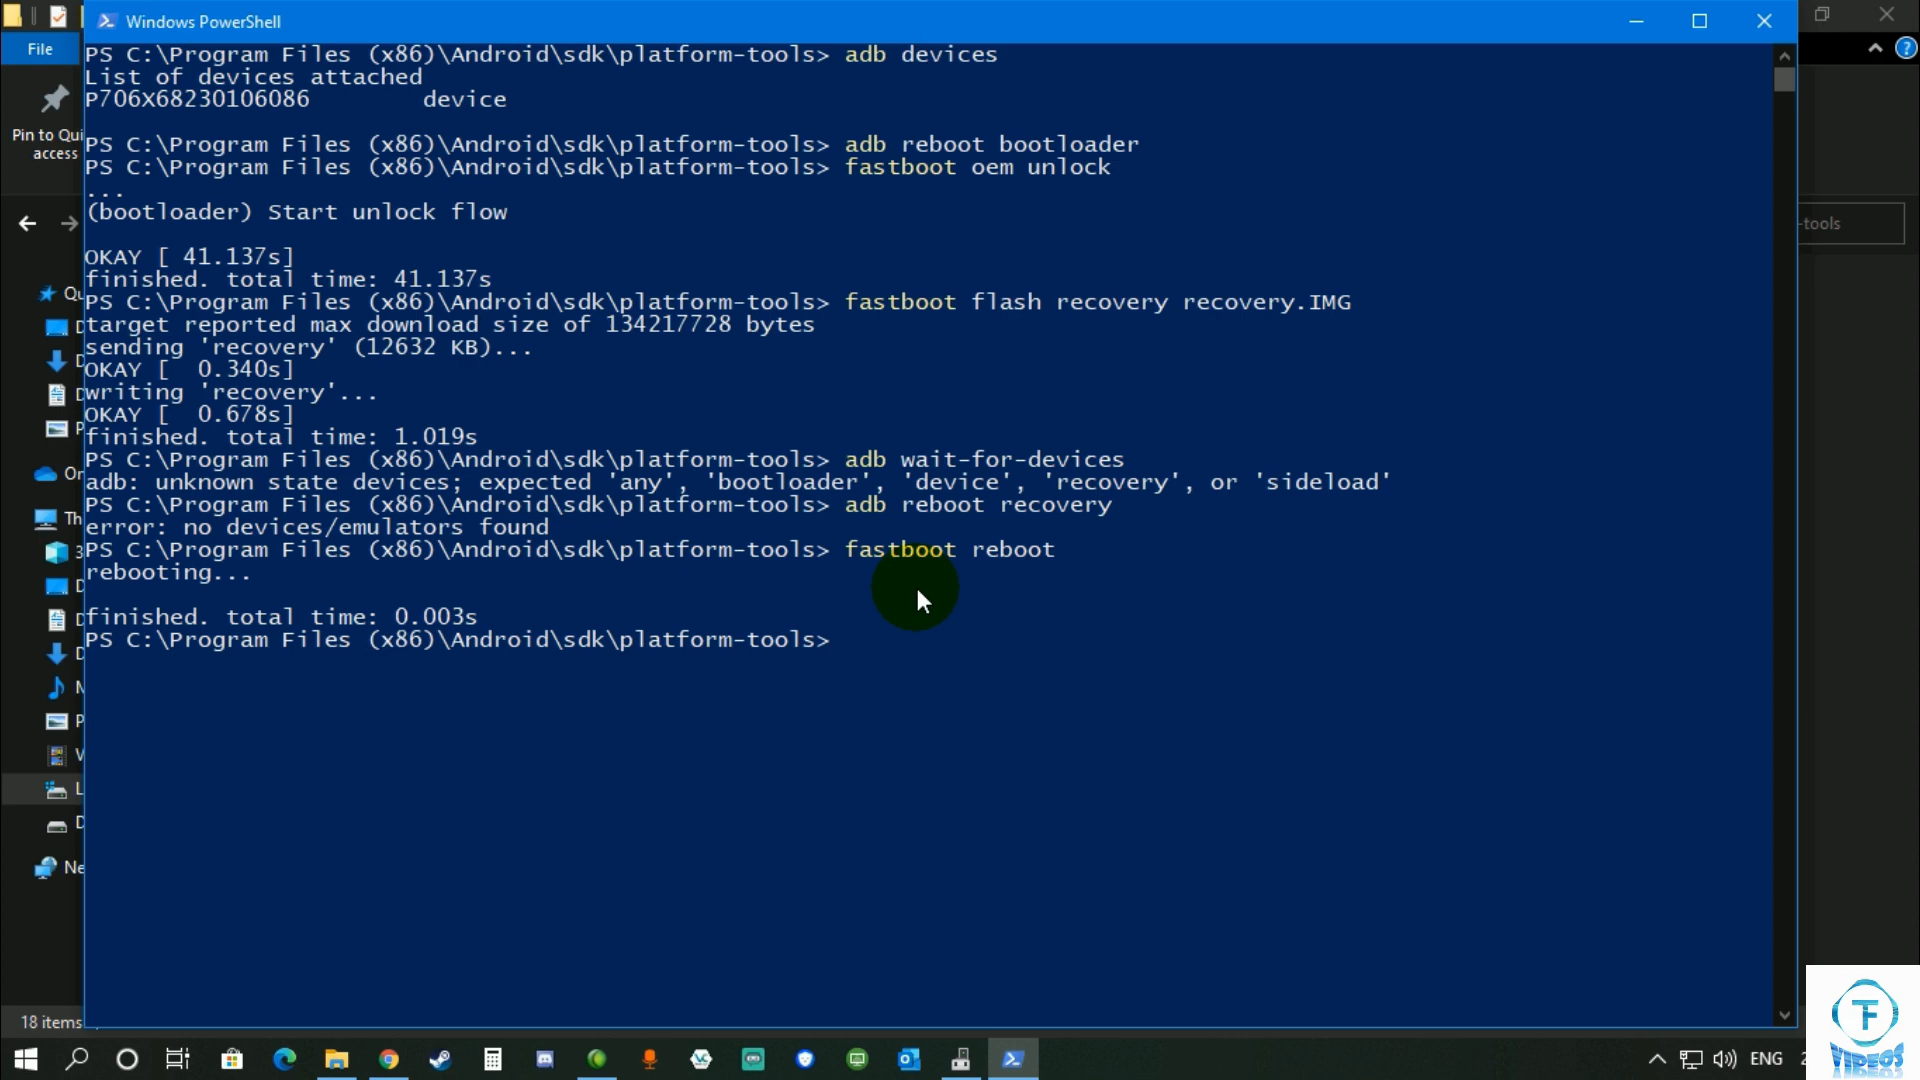 Windows PowerShell
File
Pin to Qui
access
PS C:\Program Files (x86)\Android\sdk\platform-tools> adb devices
List of devices attached
P706X68230106086 device
PS C:\Program Files (x86)\Android\sdk\platform-tools> adb reboot bootloader
PS C:\Program Files (x86)\Android\sdk\platform-tools> fastboot oem unlock
...
(bootloader) Start unlock flow
OKAY [ 41.137s]
finished. total time: 41.137s
PS C:\Program Files (x86)\Android\sdk\platform-tools> fastboot flash recovery recovery.IMG
target reported max download size of 134217728 bytes
sending 'recovery' (12632 KB)...
OKAY [  0.340s]
writing 'recovery'...
OKAY [  0.678s]
finished. total time: 1.019s
PS C:\Program Files (x86)\Android\sdk\platform-tools> adb wait-for-devices
adb: unknown state devices; expected 'any', 'bootloader', 'device', 'recovery', or 'sideload'
PS C:\Program Files (x86)\Android\sdk\platform-tools> adb reboot recovery
error: no devices/emulators found
PS C:\Program Files (x86)\Android\sdk\platform-tools> fastboot reboot
rebooting...
finished. total time: 0.003s
PS C:\Program Files (x86)\Android\sdk\platform-tools>
-tools
Qu
On
Th
Ne
18 items
ENG
TF
VIDEOS